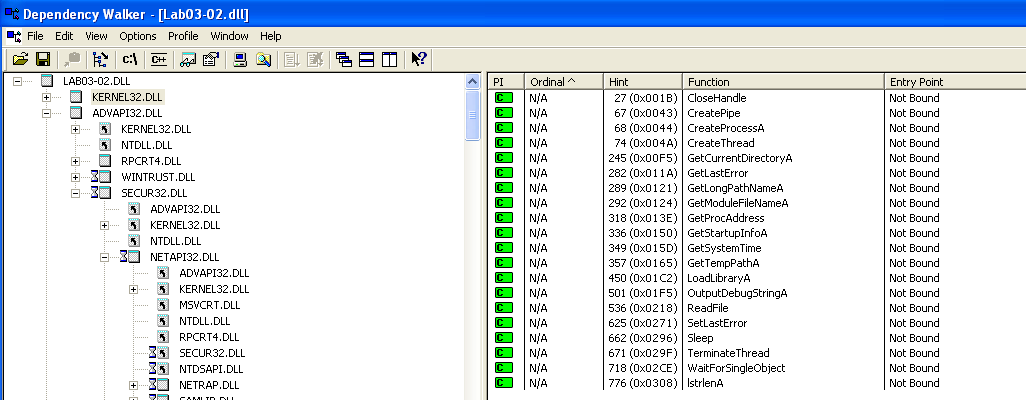 Dependency Walker - [Lab03-02.dll]
File Edit View Options Profile Window Help
c:\ C++
LAB03-02.DLL
KERNEL32.DLL
ADVAPI32.DLL
KERNEL32.DLL
NTDLL.DLL
RPCRT4.DLL
WINTRUST.DLL
SECUR32.DLL
ADVAPI32.DLL
KERNEL32.DLL
NTDLL.DLL
NETAPI32.DLL
ADVAPI32.DLL
KERNEL32.DLL
MSVCRT.DLL
NTDLL.DLL
RPCRT4.DLL
SECUR32.DLL
NTDSAPI.DLL
NETRAP.DLL
SAMLIB.DLL
PI Ordinal ^ Hint Function Entry Point
C N/A 27 (0x001B) CloseHandle Not Bound
C N/A 67 (0x0043) CreatePipe Not Bound
C N/A 68 (0x0044) CreateProcessA Not Bound
C N/A 74 (0x004A) CreateThread Not Bound
C N/A 245 (0x00F5) GetCurrentDirectoryA Not Bound
C N/A 282 (0x011A) GetLastError Not Bound
C N/A 289 (0x0121) GetLongPathNameA Not Bound
C N/A 292 (0x0124) GetModuleFileNameA Not Bound
C N/A 318 (0x013E) GetProcAddress Not Bound
C N/A 336 (0x0150) GetStartupInfoA Not Bound
C N/A 349 (0x015D) GetSystemTime Not Bound
C N/A 357 (0x0165) GetTempPathA Not Bound
C N/A 450 (0x01C2) LoadLibraryA Not Bound
C N/A 501 (0x01F5) OutputDebugStringA Not Bound
C N/A 536 (0x0218) ReadFile Not Bound
C N/A 625 (0x0271) SetLastError Not Bound
C N/A 662 (0x0296) Sleep Not Bound
C N/A 671 (0x029F) TerminateThread Not Bound
C N/A 718 (0x02CE) WaitForSingleObject Not Bound
C N/A 776 (0x0308) lstrlenA Not Bound